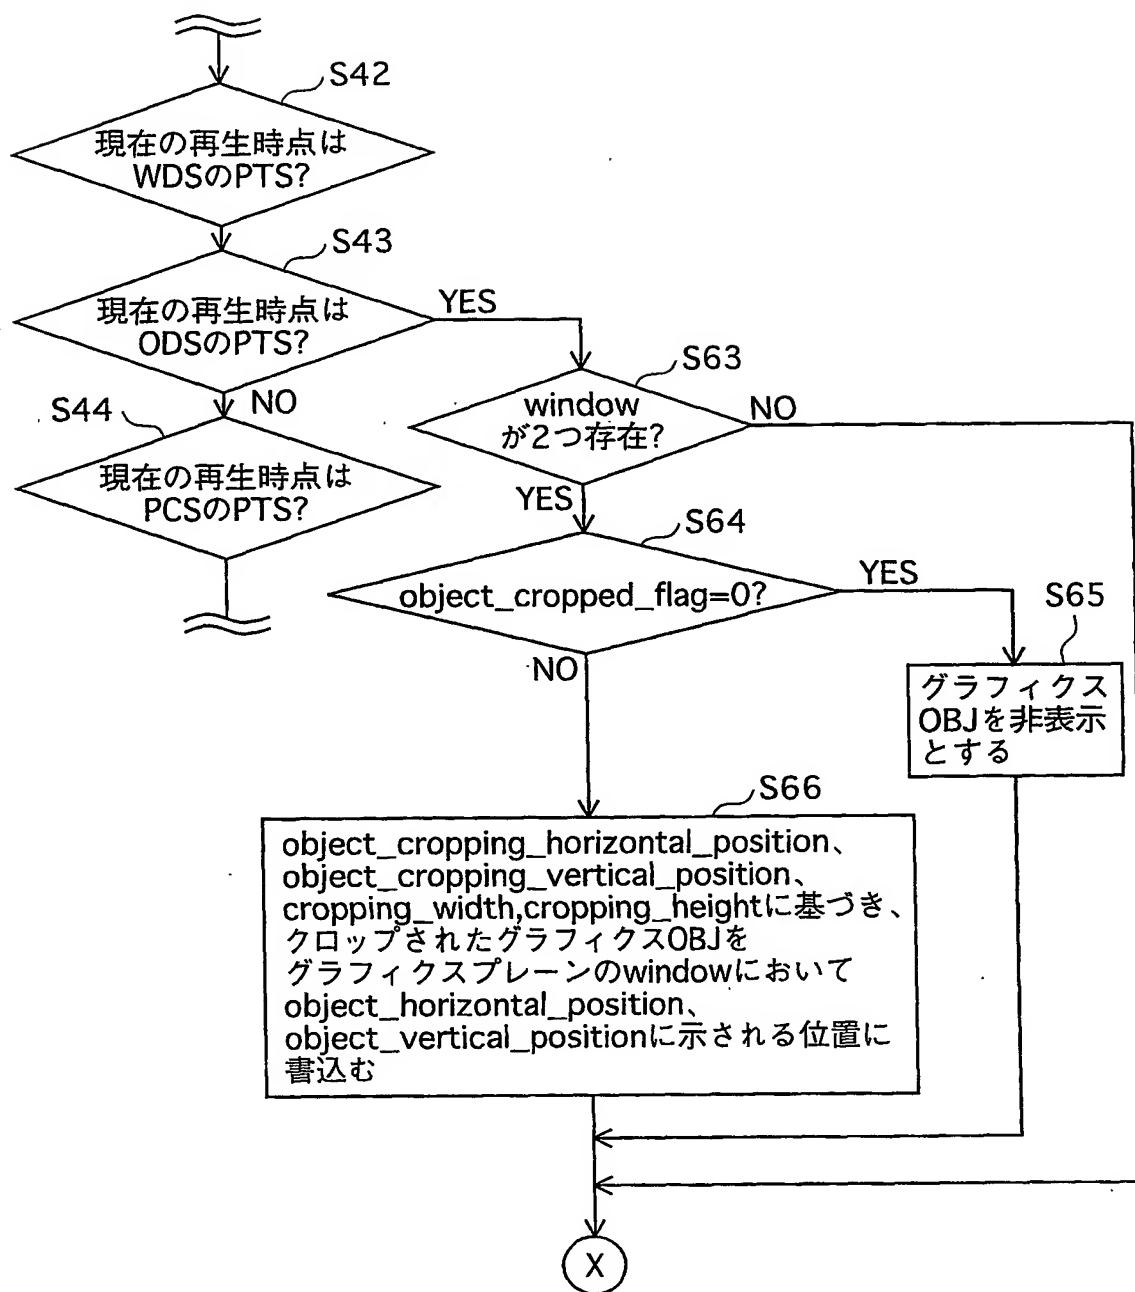 S42
現在の再生時点は
WDSのPTS?
S43
現在の再生時点は
ODSのPTS?
YES
NO
S44
現在の再生時点は
PCSのPTS?
S63
window
が2つ存在?
NO
YES
S64
object_cropped_flag=0?
YES
NO
S65
グラフィクス
OBJを非表示
とする
S66
object_cropping_horizontal_position、
object_cropping_vertical_position、
cropping_width,cropping_heightに基づき、
クロップされたグラフィクスOBJを
グラフィクスプレーンのwindowにおいて
object_horizontal_position、
object_vertical_positionに示される位置に
書込む
X